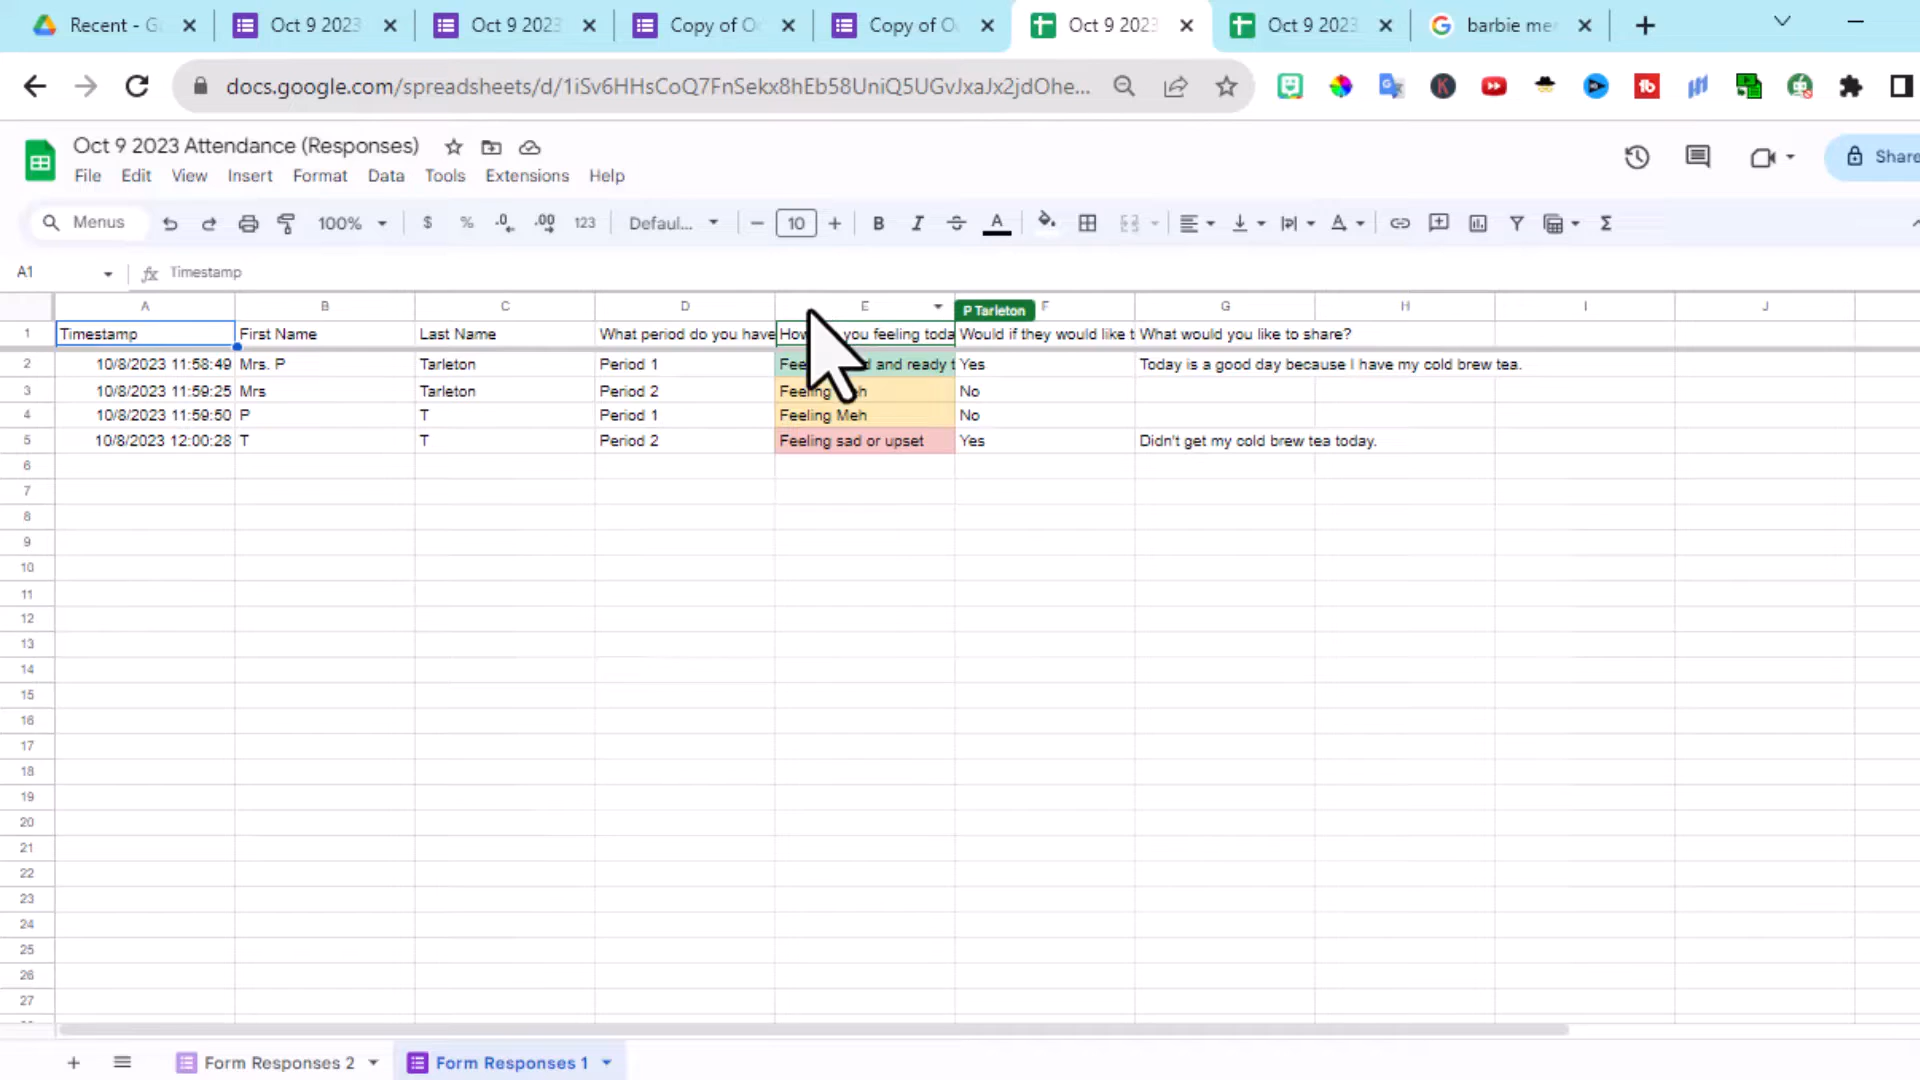 Recent - G
Oct 9 2023
Oct 9 2023
Copy of O
Copy of O
Oct 9 2023
Oct 9 2023
barbie me
docs.google.com/spreadsheets/d/1iSv6HHsCoQ7FnSekx8hEb58UniQ5UGvJxaJx2jdOhe...
Oct 9 2023 Attendance (Responses)
File Edit View Insert Format Data Tools Extensions Help
Share
Menus 100% $ % .0 .00 123 Defaul... 10 B I A Σ
A1 fx Timestamp
A B C D E P Tarleton F G H I J
1 Timestamp First Name Last Name What period do you have How you feeling toda Would if they would like t What would you like to share?
2 10/8/2023 11:58:49 Mrs. P Tarleton Period 1 and ready t Yes Today is a good day because I have my cold brew tea.
3 10/8/2023 11:59:25 Mrs Tarleton Period 2 Feeling No
4 10/8/2023 11:59:50 P T Period 1 Feeling Meh No
5 10/8/2023 12:00:28 T T Period 2 Feeling sad or upset Yes Didn't get my cold brew tea today.
6
7
8
9
10
11
12
13
14
15
16
17
18
19
20
21
22
23
24
25
26
27
Form Responses 2 Form Responses 1